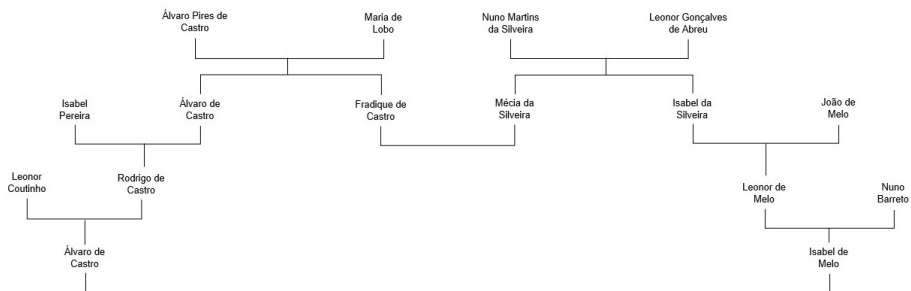 Álvaro Pires de
Castro
Maria de
Lobo
Nuno Martins
da Silveira
Leonor Gonçalves
de Abreu
Isabel
Pereira
Álvaro de
Castro
Fradique de
Castro
Mécia da
Silveira
Isabel da
Silveira
João de
Melo
Leonor
Coutinho
Rodrigo de
Castro
Leonor de
Melo
Nuno
Barreto
Álvaro de
Castro
Isabel de
Melo